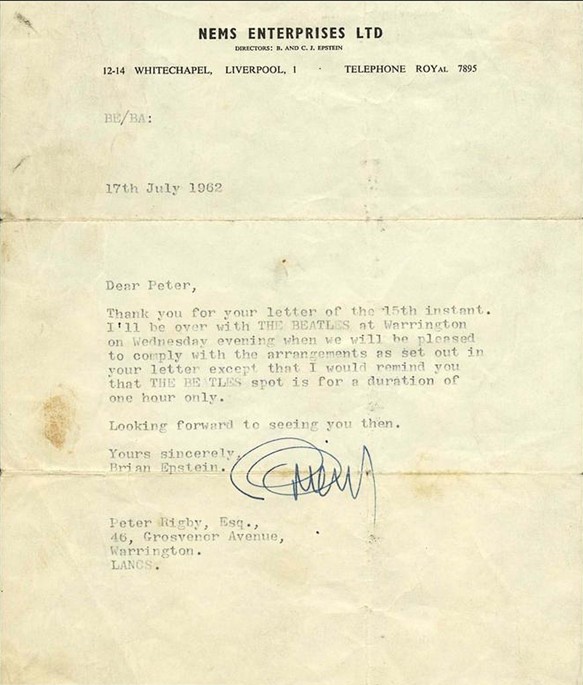 NEMS ENTERPRISES LTD
DIRECTORS: B. AND C. J. EPSTEIN
12-14 WHITECHAPEL, LIVERPOOL, 1 · TELEPHONE ROYAL 7895
BE/BA:
17th July 1962
Dear Peter,
Thank you for your letter of the 15th instant.
I'll be over with THE BEATLES at Warrington
on Wednesday evening when we will be pleased
to comply with the arrangements as set out in
your letter except that I would remind you
that THE BE TLES spot is for a duration of
one hour only.
Looking forward to seeing you then.
Yours sincerely,
Brian Epstein.
Brian
Peter Rigby, Esq.,
46, Grosvenor Avenue,
Warrington.
LANCS.